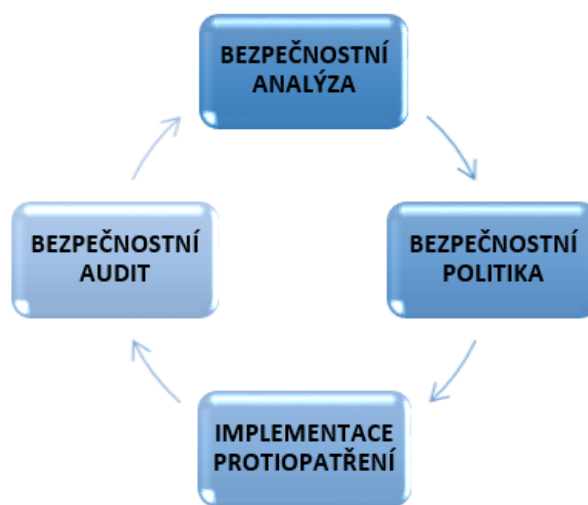 BEZPEČNOSTNÍ
ANALÝZA
BEZPEČNOSTNÍ
POLITIKA
IMPLEMENTACE
PROTIOPATŘENÍ
BEZPEČNOSTNÍ
AUDIT